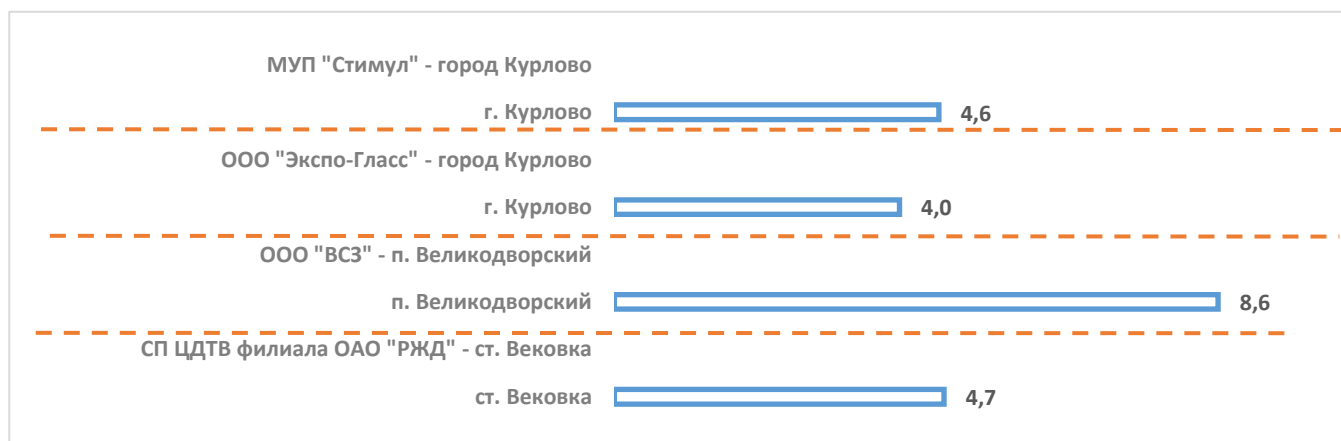 МУП "Стимул" - город Курлово
г. Курлово 4,6
ООО "Экспо-Гласс" - город Курлово
г. Курлово 4,0
ООО "ВСЗ" - п. Великодворский
п. Великодворский 8,6
СП ЦДТВ филиала ОАО "РЖД" - ст. Вековка
ст. Вековка 4,7